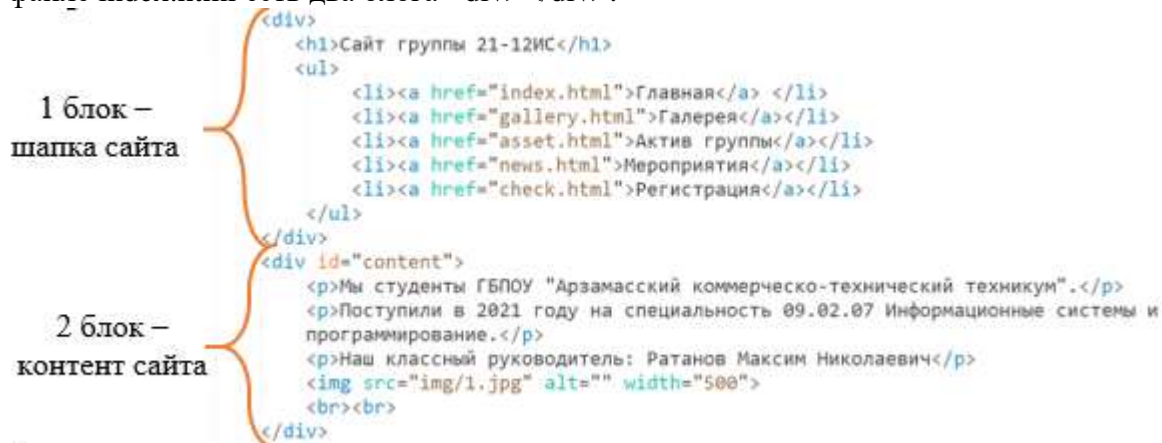 <div>
<h1>Сайт группы 21-12ИС</h1>
<ul>
<li><a href="index.html">Главная</a> </li>
<li><a href="gallery.html">Галерея</a></li>
<li><a href="asset.html">Актив группы</a></li>
<li><a href="news.html">Мероприятия</a></li>
<li><a href="check.html">Регистрация</a></li>
</ul>
</div>
1 блок –
шапка сайта
<div id="content">
<p>Мы студенты ГБПОУ "Арзамасский коммерческо-технический техникум".</p>
<p>Поступили в 2021 году на специальность 09.02.07 Информационные системы и
программирование.</p>
<p>Наш классный руководитель: Ратанов Максим Николаевич</p>
<img src="img/1.jpg" alt="" width="500">
<br><br>
</div>
2 блок –
контент сайта